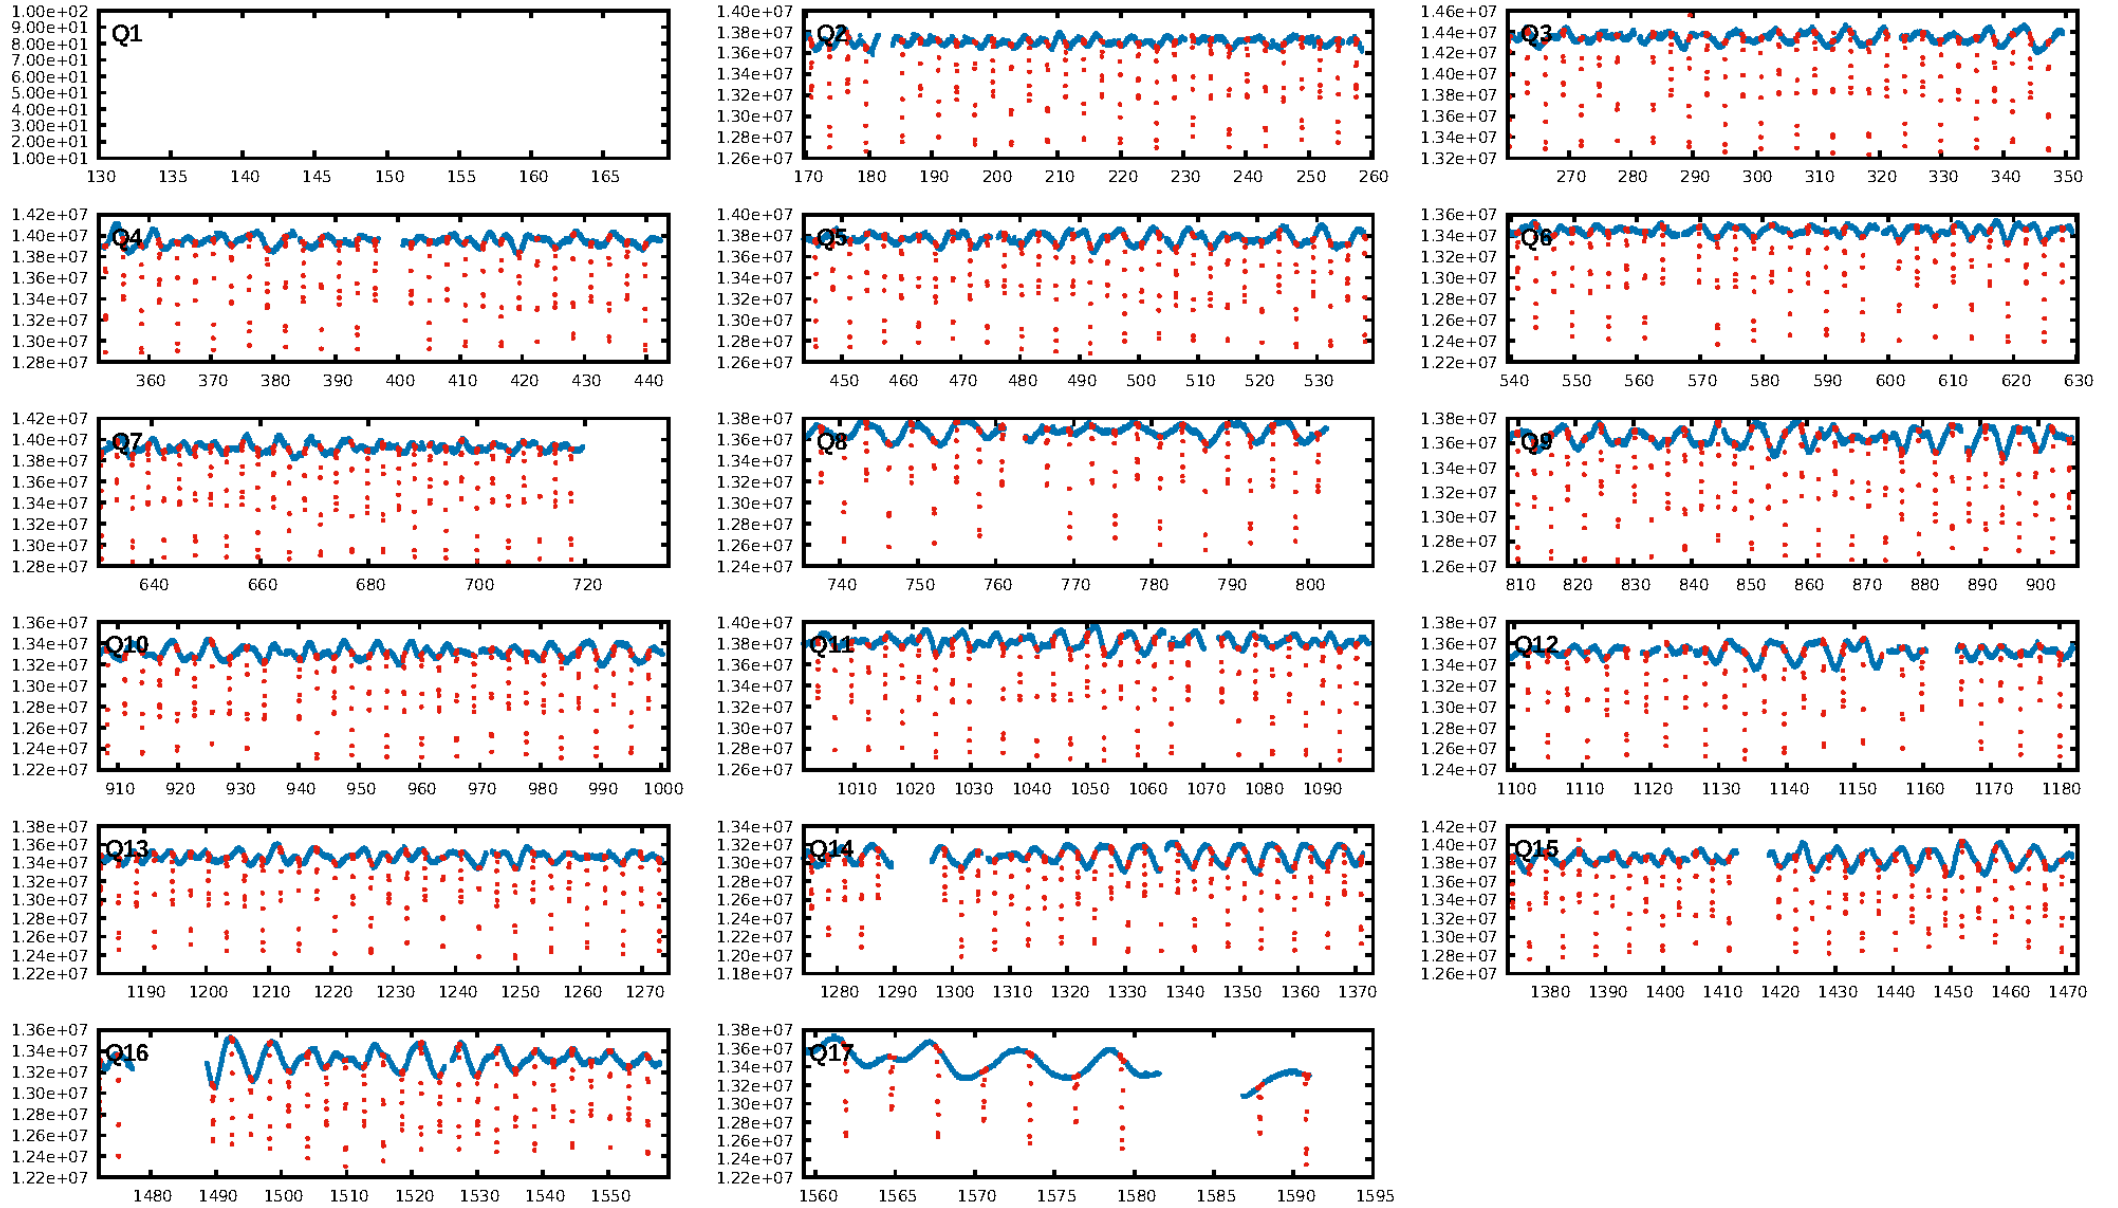 1.00e+02
9.00e+01
Q1
8.00e+01
7.00e+01
6.00e+01
5.00e+01
4.00e+01
3.00e+01
2.00e+01
1.00e+01
130 135 140 145 150 155 160 165
1.40e+07
1.38e+07
Q2
1.36e+07
1.34e+07
1.32e+07
1.30e+07
1.28e+07
1.26e+07
170 180 190 200 210 220 230 240 250 260
1.46e+07
1.44e+07
Q3
1.42e+07
1.40e+07
1.38e+07
1.36e+07
1.34e+07
1.32e+07
270 280 290 300 310 320 330 340 350
1.42e+07
1.40e+07
Q4
1.38e+07
1.36e+07
1.34e+07
1.32e+07
1.30e+07
1.28e+07
360 370 380 390 400 410 420 430 440
1.40e+07
1.38e+07
Q5
1.36e+07
1.34e+07
1.32e+07
1.30e+07
1.28e+07
1.26e+07
450 460 470 480 490 500 510 520 530
1.36e+07
1.34e+07
Q6
1.32e+07
1.30e+07
1.28e+07
1.26e+07
1.24e+07
1.22e+07
540 550 560 570 580 590 600 610 620 630
1.42e+07
1.40e+07
Q7
1.38e+07
1.36e+07
1.34e+07
1.32e+07
1.30e+07
1.28e+07
640 660 680 700 720
1.38e+07
1.36e+07
Q8
1.34e+07
1.32e+07
1.30e+07
1.28e+07
1.26e+07
1.24e+07
740 750 760 770 780 790 800
1.38e+07
1.36e+07
Q9
1.34e+07
1.32e+07
1.30e+07
1.28e+07
1.26e+07
810 820 830 840 850 860 870 880 890 900
1.36e+07
1.34e+07
Q10
1.32e+07
1.30e+07
1.28e+07
1.26e+07
1.24e+07
1.22e+07
910 920 930 940 950 960 970 980 990 1000
1.40e+07
1.38e+07
Q11
1.36e+07
1.34e+07
1.32e+07
1.30e+07
1.28e+07
1.26e+07
1010 1020 1030 1040 1050 1060 1070 1080 1090
1.38e+07
1.36e+07
Q12
1.34e+07
1.32e+07
1.30e+07
1.28e+07
1.26e+07
1.24e+07
1100 1110 1120 1130 1140 1150 1160 1170 1180
1.38e+07
1.36e+07
Q13
1.34e+07
1.32e+07
1.30e+07
1.28e+07
1.26e+07
1.24e+07
1.22e+07
1190 1200 1210 1220 1230 1240 1250 1260 1270
1.34e+07
1.32e+07
Q14
1.30e+07
1.28e+07
1.26e+07
1.24e+07
1.22e+07
1.20e+07
1.18e+07
1280 1290 1300 1310 1320 1330 1340 1350 1360 1370
1.42e+07
1.40e+07
Q15
1.38e+07
1.36e+07
1.34e+07
1.32e+07
1.30e+07
1.28e+07
1.26e+07
1380 1390 1400 1410 1420 1430 1440 1450 1460 1470
1.36e+07
1.34e+07
Q16
1.32e+07
1.30e+07
1.28e+07
1.26e+07
1.24e+07
1.22e+07
1480 1490 1500 1510 1520 1530 1540 1550
1.38e+07
1.36e+07
Q17
1.34e+07
1.32e+07
1.30e+07
1.28e+07
1.26e+07
1.24e+07
1.22e+07
1560 1565 1570 1575 1580 1585 1590 1595